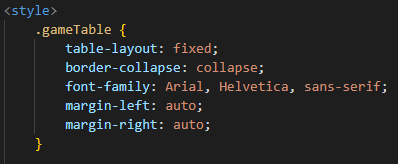 <style>
.gameTable {
table-layout: fixed;
border-collapse: collapse;
font-family: Arial, Helvetica, sans-serif;
margin-left: auto;
margin-right: auto;
}